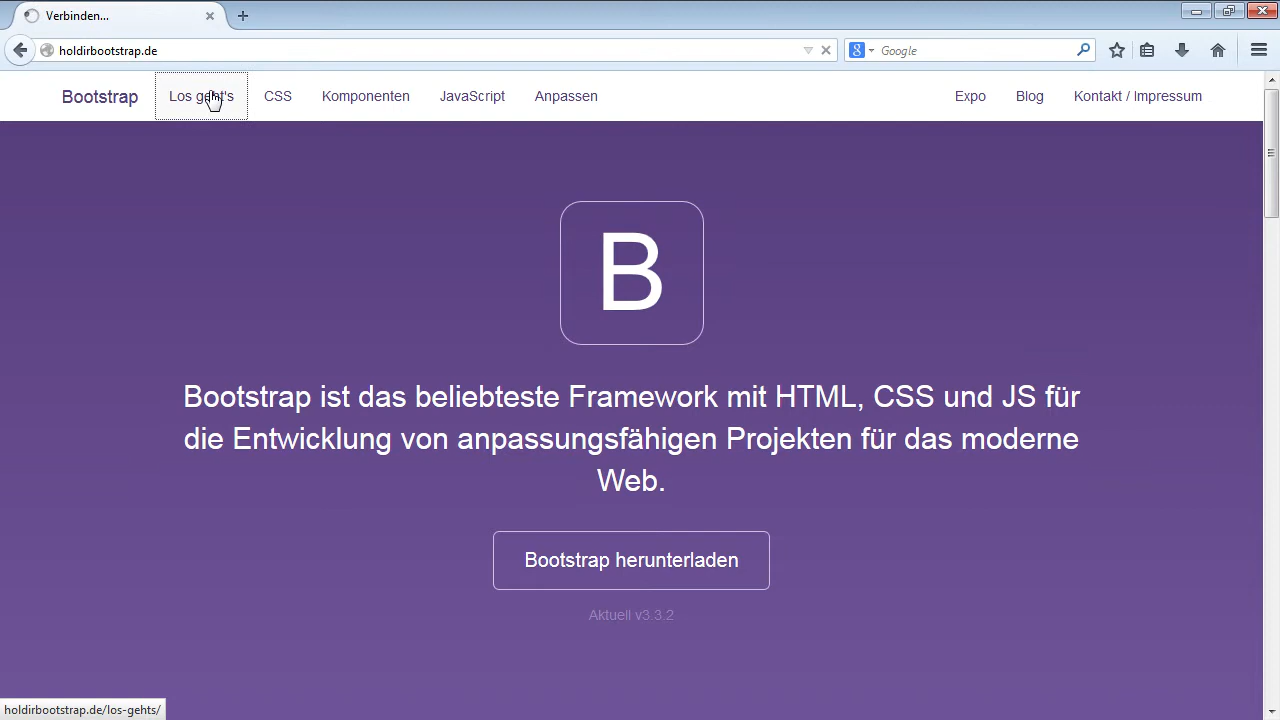 Verbinden...
holdirbootstrap.de
Google
Bootstrap Los geht's CSS Komponenten JavaScript Anpassen Expo Blog Kontakt / Impressum
B
Bootstrap ist das beliebteste Framework mit HTML, CSS und JS für
die Entwicklung von anpassungsfähigen Projekten für das moderne
Web.
Bootstrap herunterladen
Aktuell v3.3.2
holdirbootstrap.de/los-gehts/